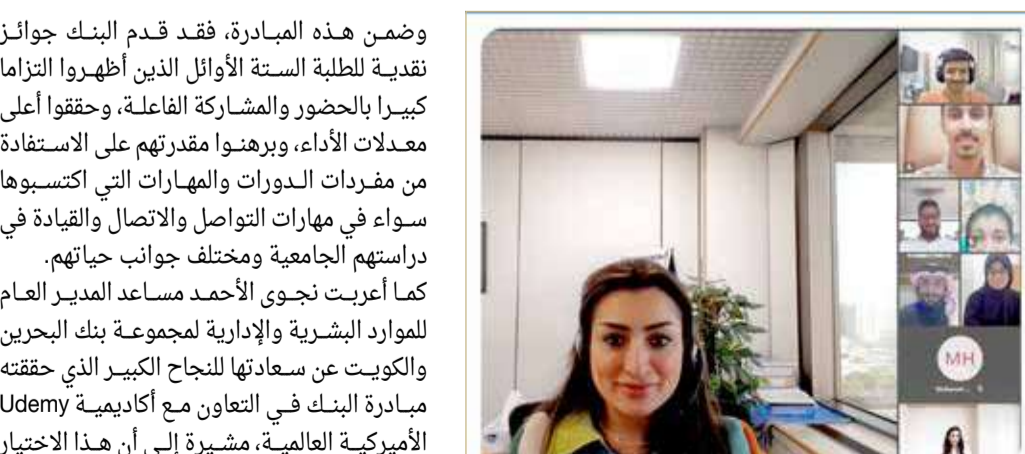 وضمن هذه المبادرة، فقد قدم البنك جوائز
نقدية للطلبة الستة الأوائل الذين أظهروا التزاما
كبيرا بالحضور والمشاركة الفاعلة، وحققوا أعلى
معدلات الأداء، وبرهنوا مقدرتهم على الاستفادة
من مفردات الدورات والمهارات التي اكتسبوها
سواء في مهارات التواصل والاتصال والقيادة في
دراستهم الجامعية ومختلف جوانب حياتهم.
كما أعربت نجوى الأحمد مساعد المدير العام
للموارد البشرية والإدارية لمجموعة بنك البحرين
والكويت عن سعادتها للنجاح الكبير الذي حققته
مبادرة البنك في التعاون مع أكاديمية Udemy
الأميركية العالمية، مشيرة إلى أن هذا الاختيار
MH